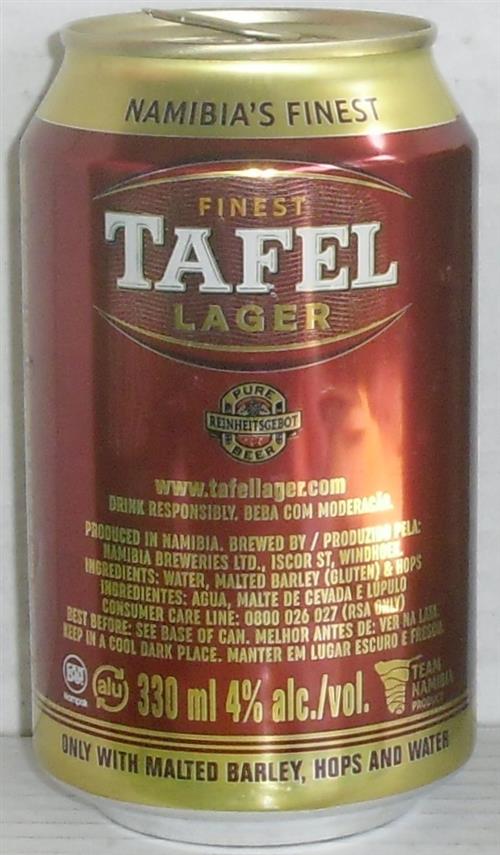 NAMIBIA'S FINEST
FINEST
TAFEL
LAGER
PURE
REINHEITSGEBOT
BEER
www.tafellager.com
DRINK RESPONSIBLY. BEBA COM MODERAÇÃO.
PRODUCED IN NAMIBIA. BREWED BY / PRODUZIDO PELA:
NAMIBIA BREWERIES LTD., ISCOR ST, WINDHOEK.
INGREDIENTS: WATER, MALTED BARLEY (GLUTEN) & HOPS
INGREDIENTES: AGUA, MALTE DE CEVADA E LUPULO
CONSUMER CARE LINE: 0800 026 027 (RSA ONLY)
BEST BEFORE: SEE BASE OF CAN. MELHOR ANTES DE: VER NA LATA.
KEEP IN A COOL DARK PLACE. MANTER EM LUGAR ESCURO E FRESCO.
alu
330 ml 4% alc./vol.
TEAM
NAMIBIA
PRODUCT
ONLY WITH MALTED BARLEY, HOPS AND WATER